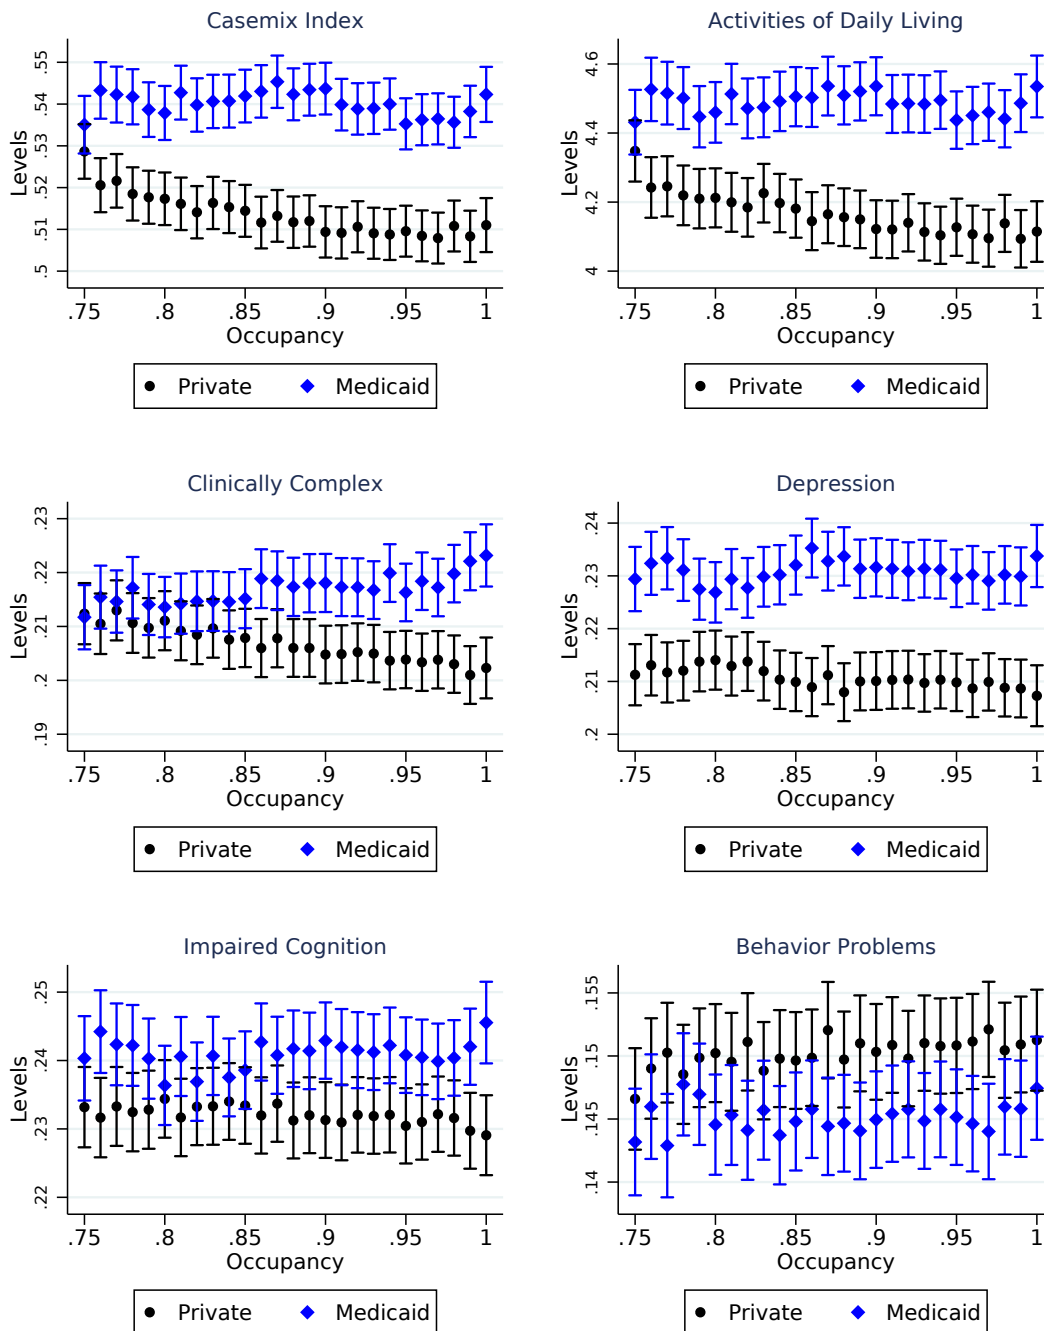 Casemix Index
Levels
.5 .51 .52 .53 .54 .55
.75 .8 .85 .9 .95 1
Occupancy
Private Medicaid
Activities of Daily Living
Levels
4 4.2 4.4 4.6
.75 .8 .85 .9 .95 1
Occupancy
Private Medicaid
Clinically Complex
Levels
.19 .2 .21 .22 .23
.75 .8 .85 .9 .95 1
Occupancy
Private Medicaid
Depression
Levels
.2 .21 .22 .23 .24
.75 .8 .85 .9 .95 1
Occupancy
Private Medicaid
Impaired Cognition
Levels
.22 .23 .24 .25
.75 .8 .85 .9 .95 1
Occupancy
Private Medicaid
Behavior Problems
Levels
.14 .145 .15 .155
.75 .8 .85 .9 .95 1
Occupancy
Private Medicaid